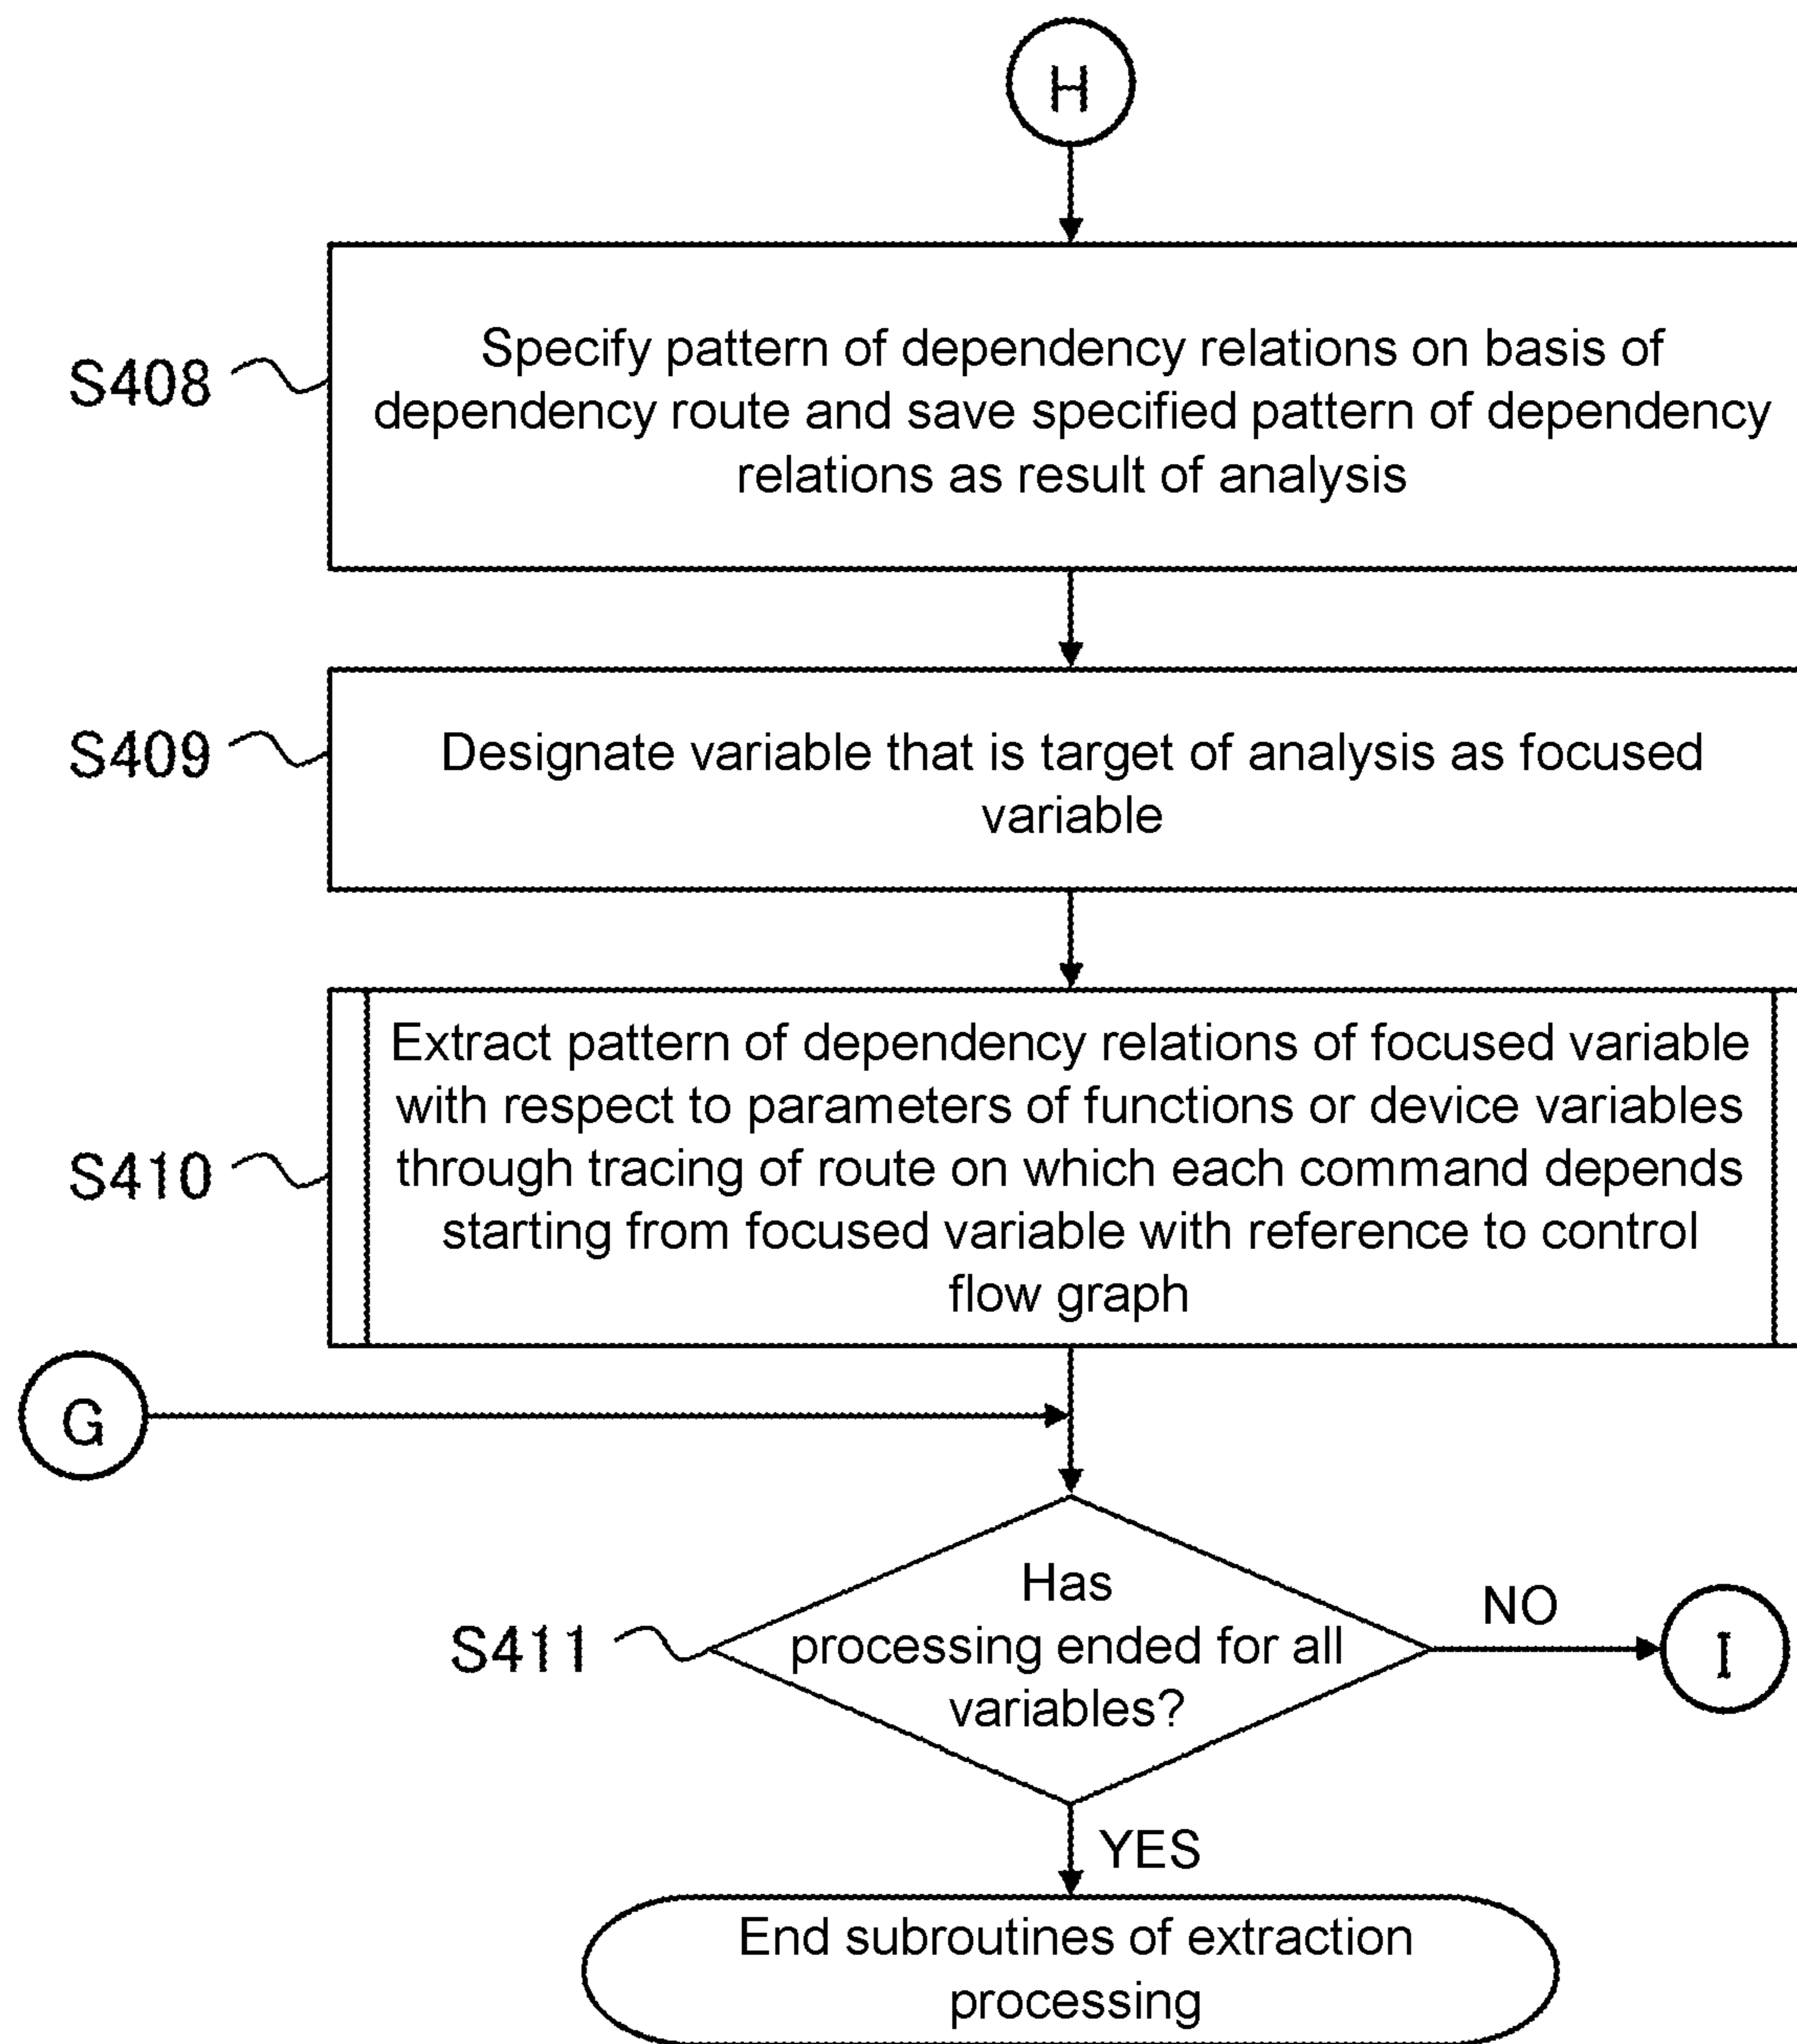 H
S408
Specify pattern of dependency relations on basis of
dependency route and save specified pattern of dependency
relations as result of analysis
S409
Designate variable that is target of analysis as focused
variable
S410
Extract pattern of dependency relations of focused variable
with respect to parameters of functions or device variables
through tracing of route on which each command depends
starting from focused variable with reference to control
flow graph
G
S411
Has
processing ended for all
variables?
NO
I
YES
End subroutines of extraction
processing